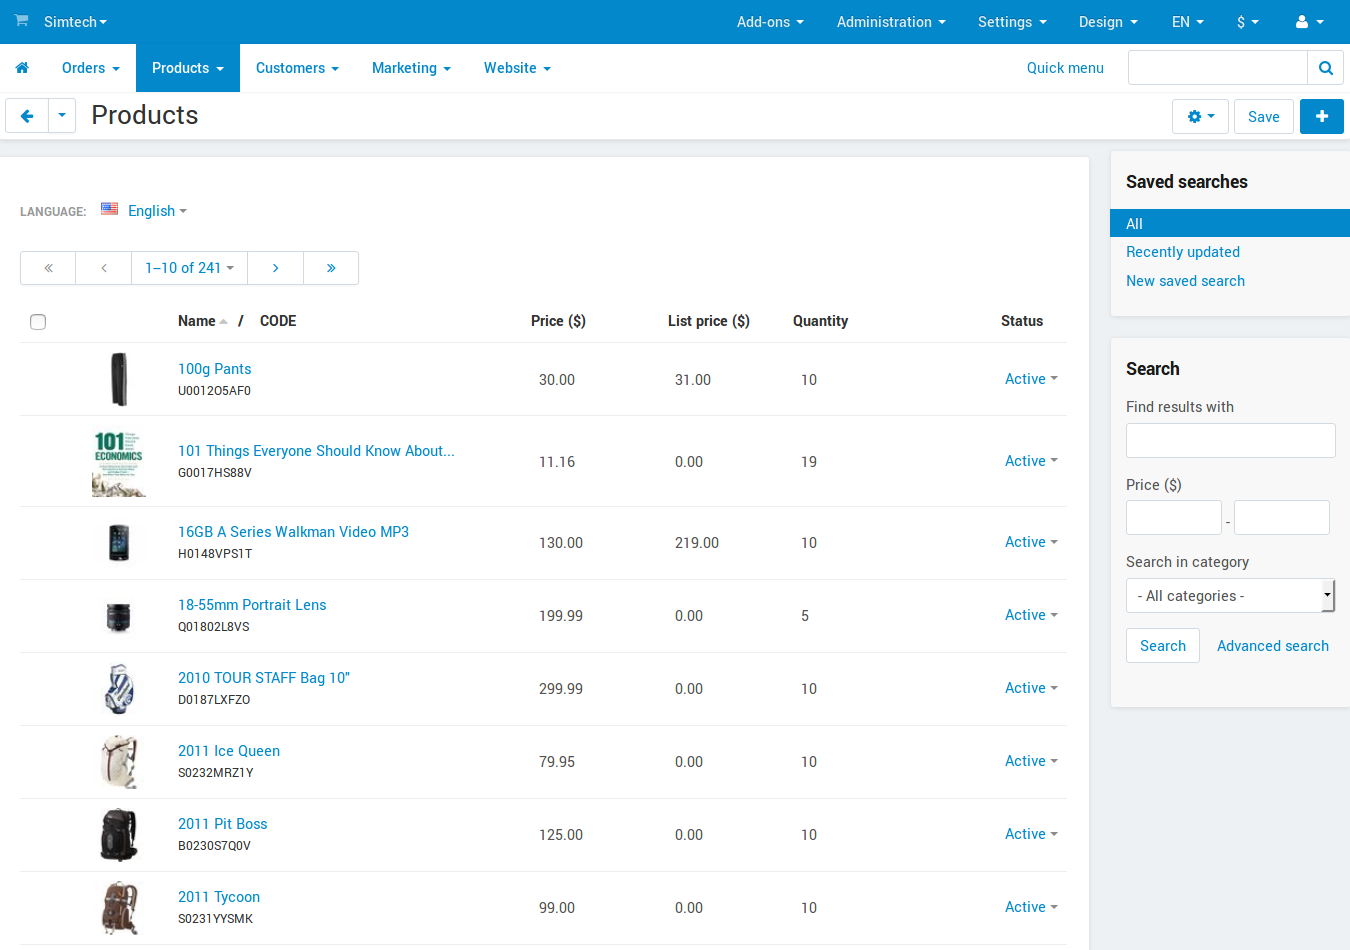 Simtech
Add-ons
Administration
Settings
Design
EN
$
Orders
Products
Customers
Marketing
Website
Quick menu
Products
Save
LANGUAGE:
English
1–10 of 241
Name / CODE
Price ($)
List price ($)
Quantity
Status
100g Pants
U0012O5AF0
30.00
31.00
10
Active
101
ECONOMICS
101 Things Everyone Should Know About...
G0017HS88V
11.16
0.00
19
Active
16GB A Series Walkman Video MP3
H0148VPS1T
130.00
219.00
10
Active
18-55mm Portrait Lens
Q01802L8VS
199.99
0.00
5
Active
2010 TOUR STAFF Bag 10"
D0187LXFZO
299.99
0.00
10
Active
2011 Ice Queen
S0232MRZ1Y
79.95
0.00
10
Active
2011 Pit Boss
B0230S7Q0V
125.00
0.00
10
Active
2011 Tycoon
S0231YYSMK
99.00
0.00
10
Active
Saved searches
All
Recently updated
New saved search
Search
Find results with
Price ($)
-
Search in category
- All categories -
Search
Advanced search